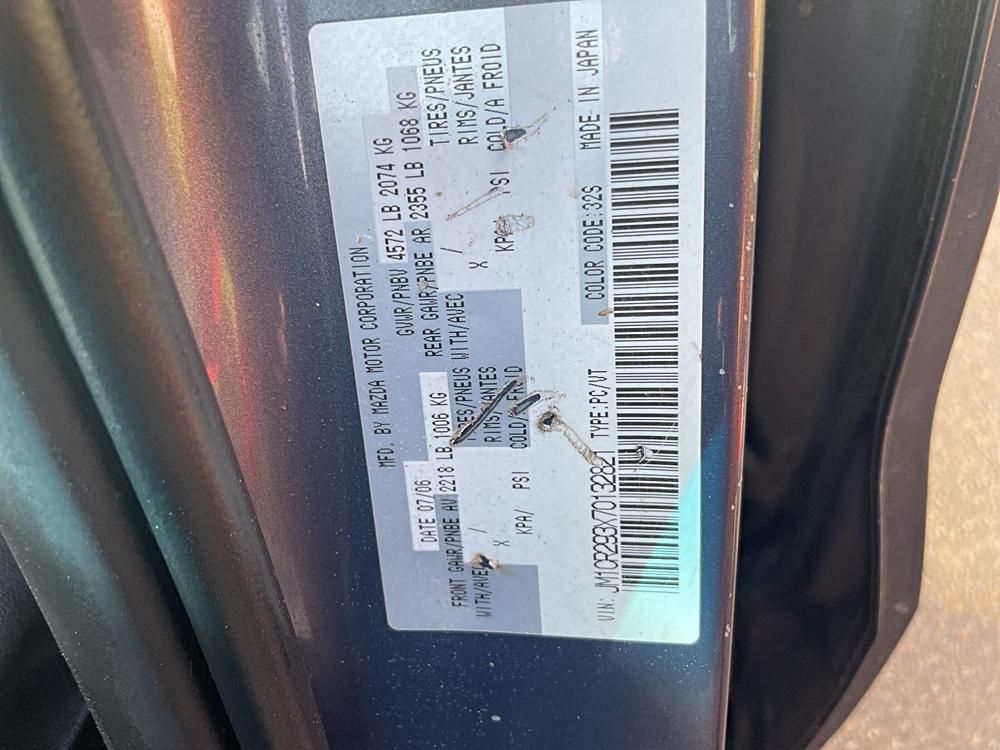 MFD. BY MAZDA MOTOR CORPORATION
DATE 07/06 GVWR/PNBV 4572 LB 2074 KG
FRONT GAWR/PNBE AV 2218 LB 1006 KG REAR GAWR/PNBE AR 2355 LB 1068 KG
WITH/AVEC / TIRES/PNEUS WITH/AVEC / TIRES/PNEUS
X RIMS/JANTES X RIMS/JANTES
KPA/ PSI COLD/A FROID KPA/ PSI COLD/A FROID
VIN: JM1CR293X70132821 TYPE:PC/VT COLOR CODE:32S MADE IN JAPAN